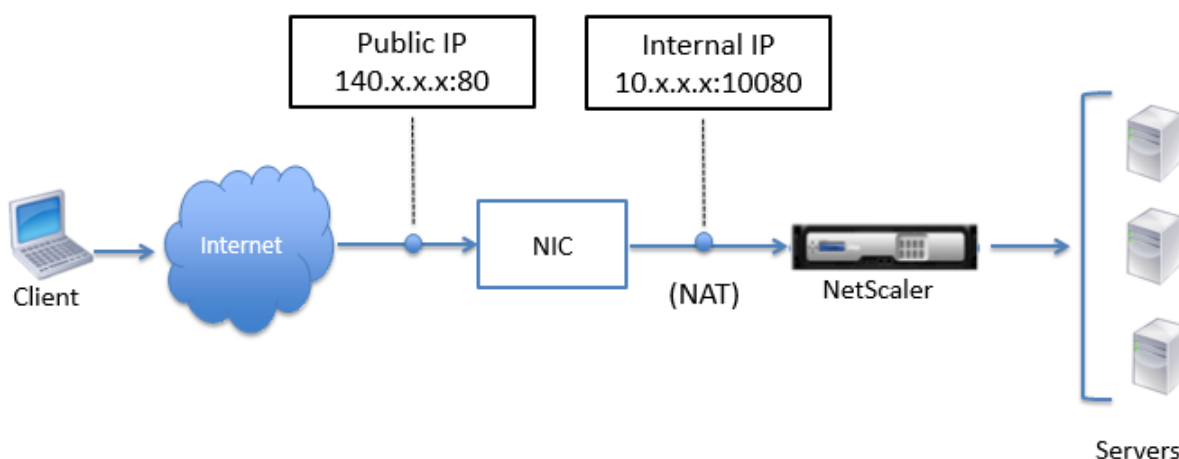 Public IP
140.x.x.x:80
Internal IP
10.x.x.x:10080
Internet
NIC
Client
(NAT)
NetScaler
Servers